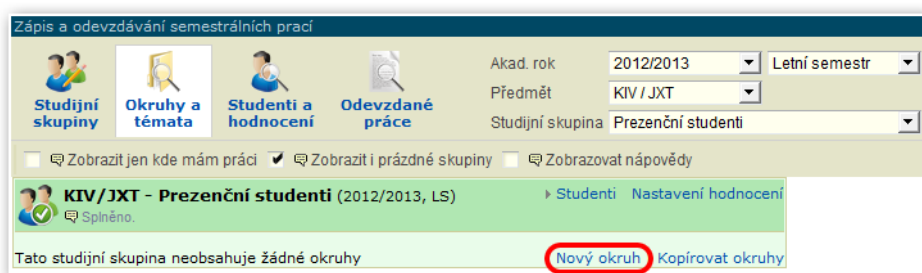 Zápis a odevzdávání semestrálních prací
Studijní skupiny
Okruhy a témata
Studenti a hodnocení
Odevzdané práce
Akad. rok 2012/2013 Letní semestr
Předmět KIV / JXT
Studijní skupina Prezenční studenti
Zobrazit jen kde mám práci Zobrazit i prázdné skupiny Zobrazovat nápovědy
KIV/JXT - Prezenční studenti (2012/2013, LS) Studenti Nastavení hodnocení
Splněno.
Tato studijní skupina neobsahuje žádné okruhy Nový okruh Kopírovat okruhy